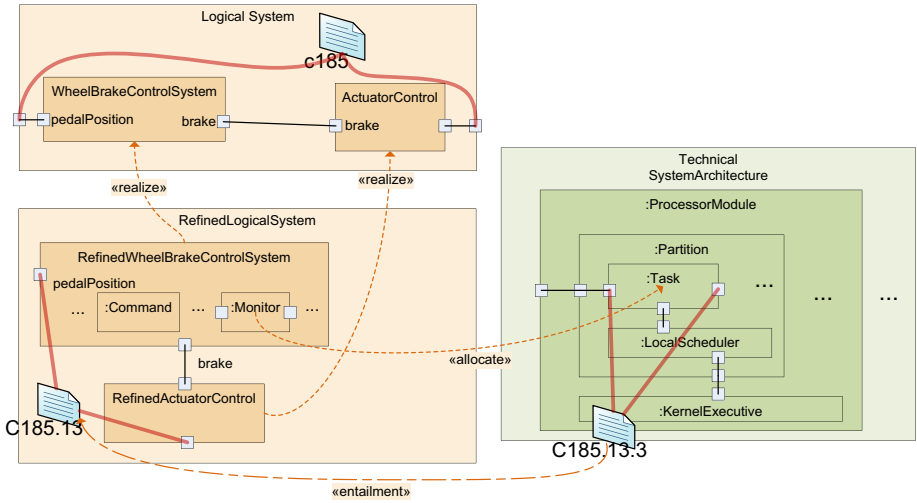 Logical System
c185
WheelBrakeControlSystem
pedalPosition
brake
ActuatorControl
brake
«realize»
«realize»
Technical
SystemArchitecture
:ProcessorModule
:Partition
:Task
...
...
...
:LocalScheduler
:KernelExecutive
RefinedLogicalSystem
RefinedWheelBrakeControlSystem
pedalPosition
...
:Command
...
:Monitor
...
«allocate»
brake
RefinedActuatorControl
C185.13
C185.13.3
«entailment»